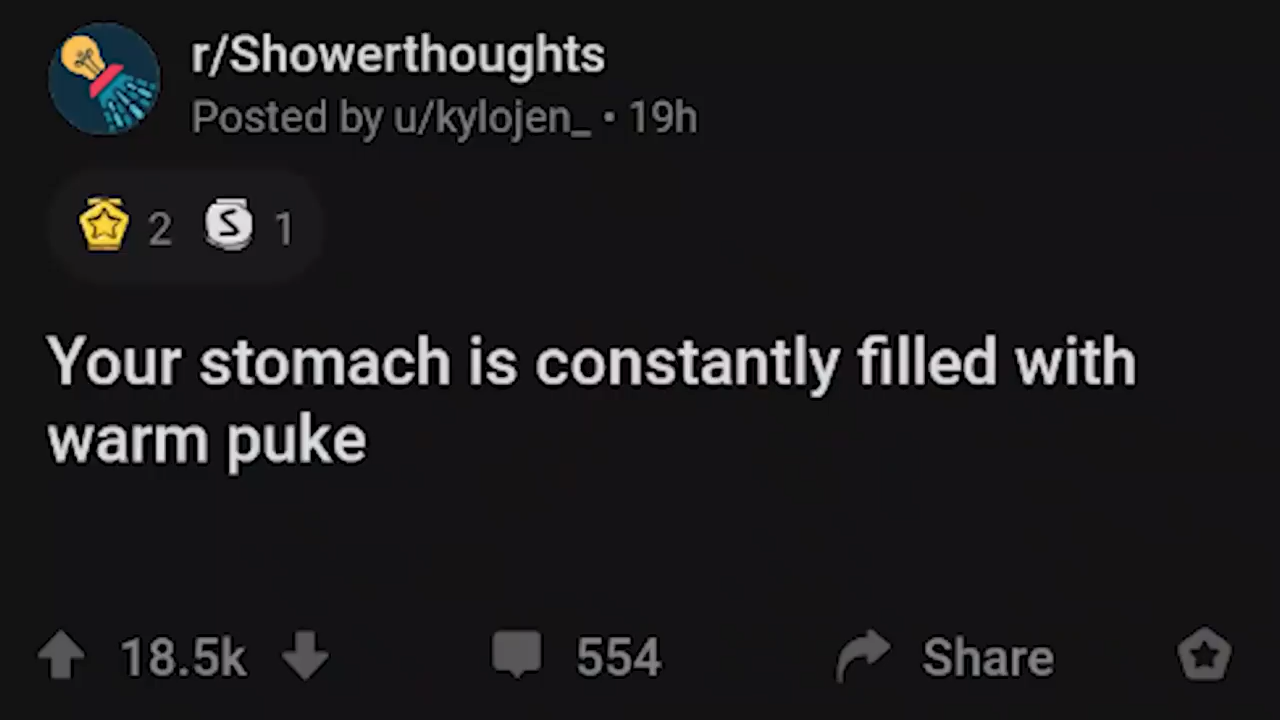 r/Showerthoughts
Posted by u/kylojen_ • 19h
2 S 1
Your stomach is constantly filled with
warm puke
18.5k 554 Share